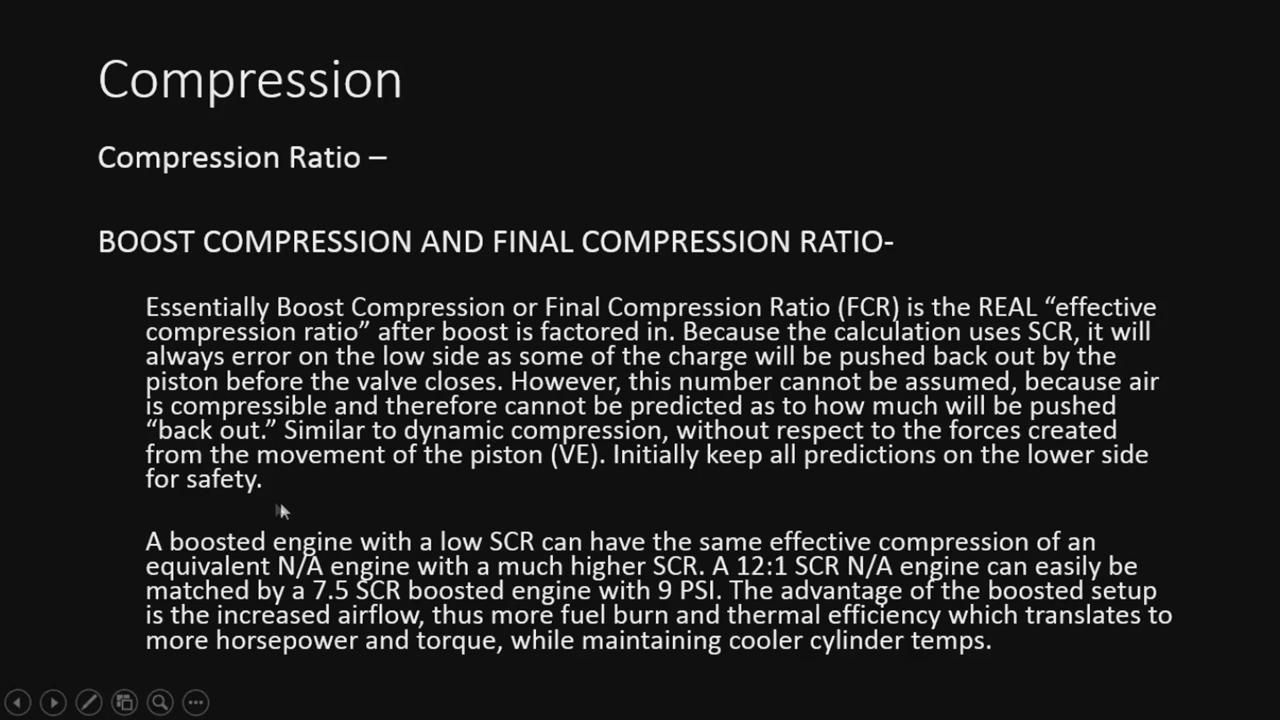 Compression
Compression Ratio –
BOOST COMPRESSION AND FINAL COMPRESSION RATIO-
Essentially Boost Compression or Final Compression Ratio (FCR) is the REAL “effective
compression ratio” after boost is factored in. Because the calculation uses SCR, it will
always error on the low side as some of the charge will be pushed back out by the
piston before the valve closes. However, this number cannot be assumed, because air
is compressible and therefore cannot be predicted as to how much will be pushed
“back out.” Similar to dynamic compression, without respect to the forces created
from the movement of the piston (VE). Initially keep all predictions on the lower side
for safety.
A boosted engine with a low SCR can have the same effective compression of an
equivalent N/A engine with a much higher SCR. A 12:1 SCR N/A engine can easily be
matched by a 7.5 SCR boosted engine with 9 PSI. The advantage of the boosted setup
is the increased airflow, thus more fuel burn and thermal efficiency which translates to
more horsepower and torque, while maintaining cooler cylinder temps.